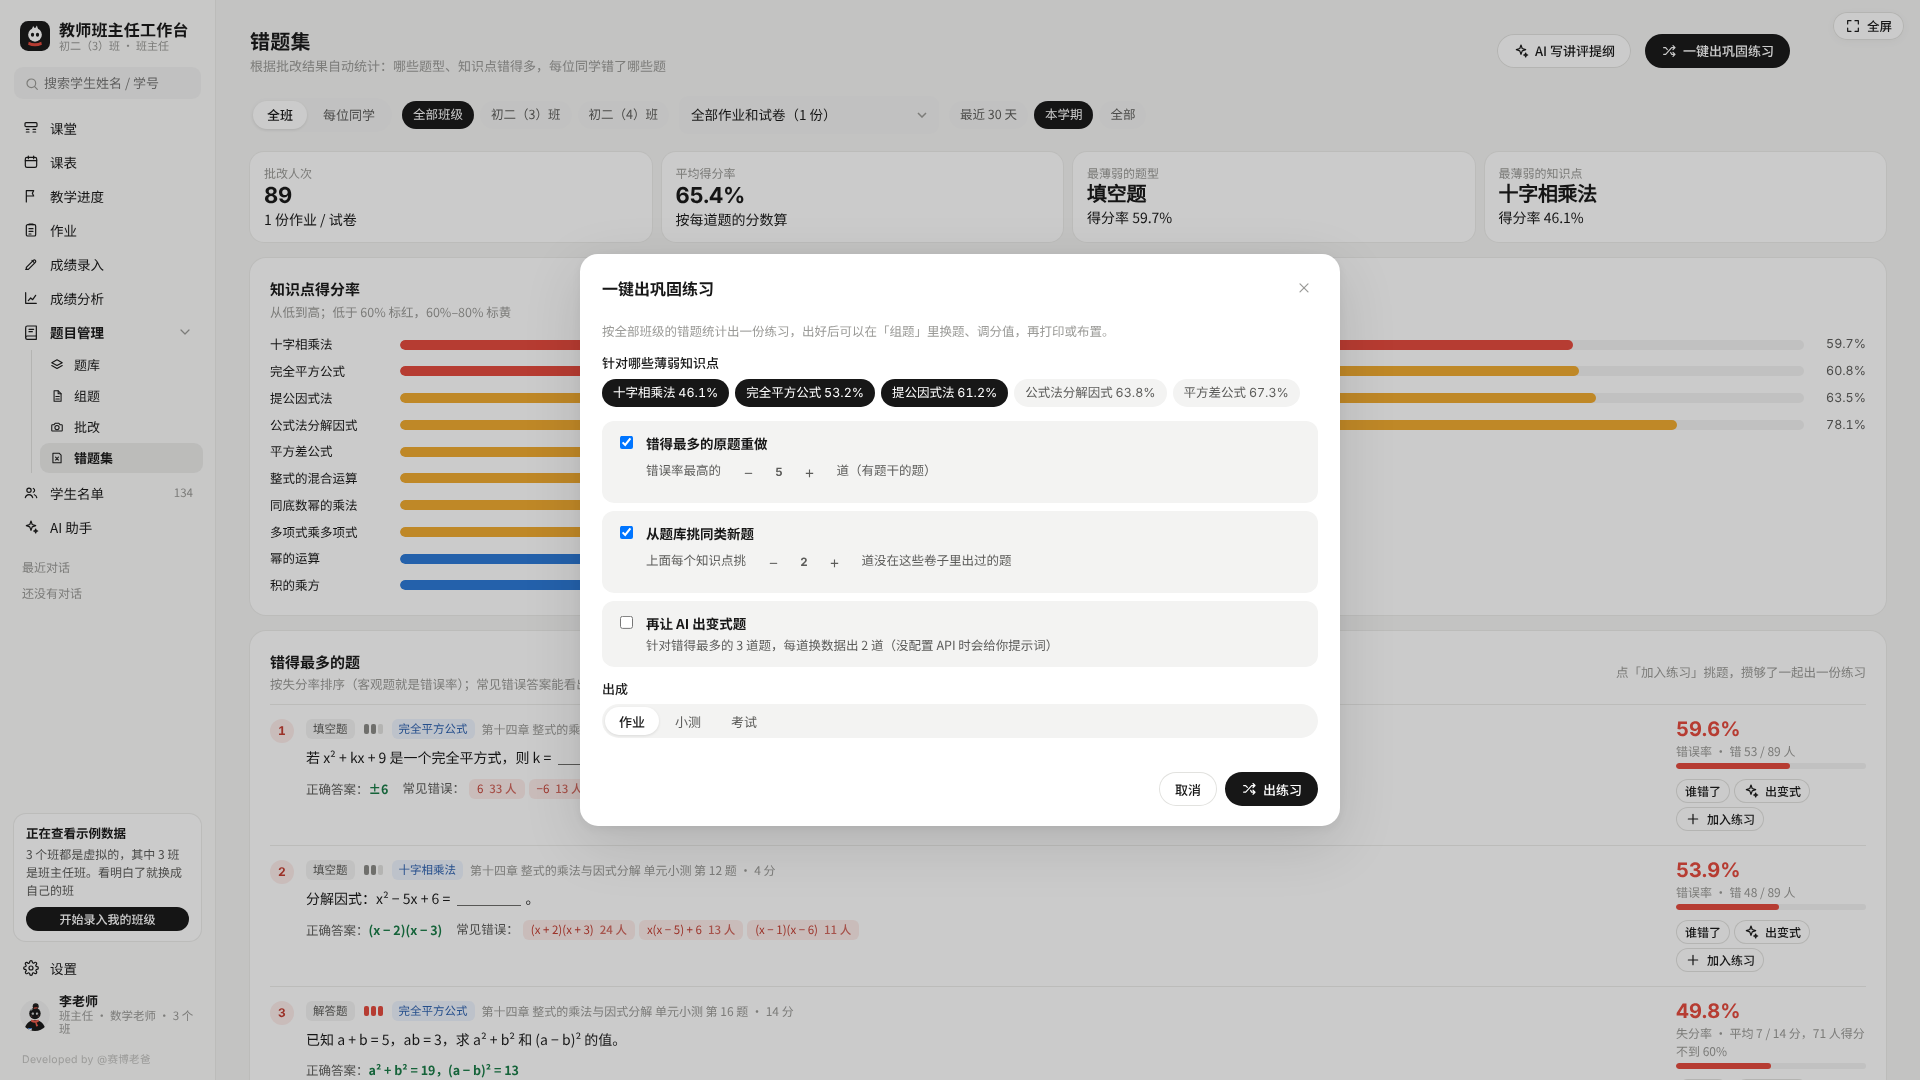 教师班主任工作台
初二（3）班 · 班主任
搜索学生姓名 / 学号
课堂
课表
教学进度
作业
成绩录入
成绩分析
题目管理
题库
组题
批改
错题集
学生名单 134
AI 助手
最近对话
还没有对话
正在查看示例数据
3 个班都是虚拟的，其中 3 班
是班主任班。看明白了就换成
自己的班
开始录入我的班级
设置
李老师
班主任 · 数学老师 · 3 个
班
Developed by @赛博老爸
错题集
根据批改结果自动统计：哪些题型、知识点错得多，每位同学错了哪些题
AI 写讲评提纲
一键出巩固练习
全屏
全班 每位同学 全部班级 初二（3）班 初二（4）班 全部作业和试卷（1 份） 最近 30 天 本学期 全部
批改人次
89
1 份作业 / 试卷
平均得分率
65.4%
按每道题的分数算
最薄弱的题型
填空题
得分率 59.7%
最薄弱的知识点
十字相乘法
得分率 46.1%
知识点得分率
从低到高；低于 60% 标红，60%–80% 标黄
十字相乘法
完全平方公式
提公因式法
公式法分解因式
平方差公式
整式的混合运算
同底数幂的乘法
多项式乘多项式
幂的运算
积的乘方
59.7%
60.8%
63.5%
78.1%
一键出巩固练习
按全部班级的错题统计出一份练习，出好后可以在「组题」里换题、调分值，再打印或布置。
针对哪些薄弱知识点
十字相乘法 46.1% 完全平方公式 53.2% 提公因式法 61.2% 公式法分解因式 63.8% 平方差公式 67.3%
错得最多的原题重做
错误率最高的 − 5 + 道（有题干的题）
从题库挑同类新题
上面每个知识点挑 − 2 + 道没在这些卷子里出过的题
再让 AI 出变式题
针对错得最多的 3 道题，每道换数据出 2 道（没配置 API 时会给你提示词）
出成
作业 小测 考试
取消 出练习
错得最多的题
按失分率排序（客观题就是错误率）；常见错误答案能看出
点「加入练习」挑题，攒够了一起出一份练习
1 填空题 完全平方公式 第十四章 整式的乘
若 x² + kx + 9 是一个完全平方式，则 k = ___
正确答案：±6 常见错误： 6 33 人 −6 13 人
59.6%
错误率 · 错 53 / 89 人
谁错了 出变式
加入练习
2 填空题 十字相乘法 第十四章 整式的乘法与因式分解 单元小测 第 12 题 · 4 分
分解因式：x² − 5x + 6 = ________ 。
正确答案：(x − 2)(x − 3) 常见错误： (x + 2)(x + 3) 24 人 x(x − 5) + 6 13 人 (x − 1)(x − 6) 11 人
53.9%
错误率 · 错 48 / 89 人
谁错了 出变式
加入练习
3 解答题 完全平方公式 第十四章 整式的乘法与因式分解 单元小测 第 16 题 · 14 分
已知 a + b = 5，ab = 3，求 a² + b² 和 (a − b)² 的值。
正确答案：a² + b² = 19，(a − b)² = 13
49.8%
失分率 · 平均 7 / 14 分，71 人得分
不到 60%